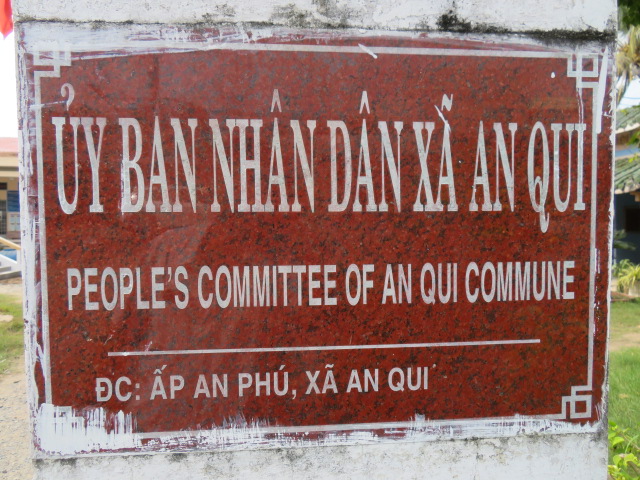 ỦY BAN NHÂN DÂN XÃ AN QUI
PEOPLE'S COMMITTEE OF AN QUI COMMUNE
ĐC: ẤP AN PHÚ, XÃ AN QUI